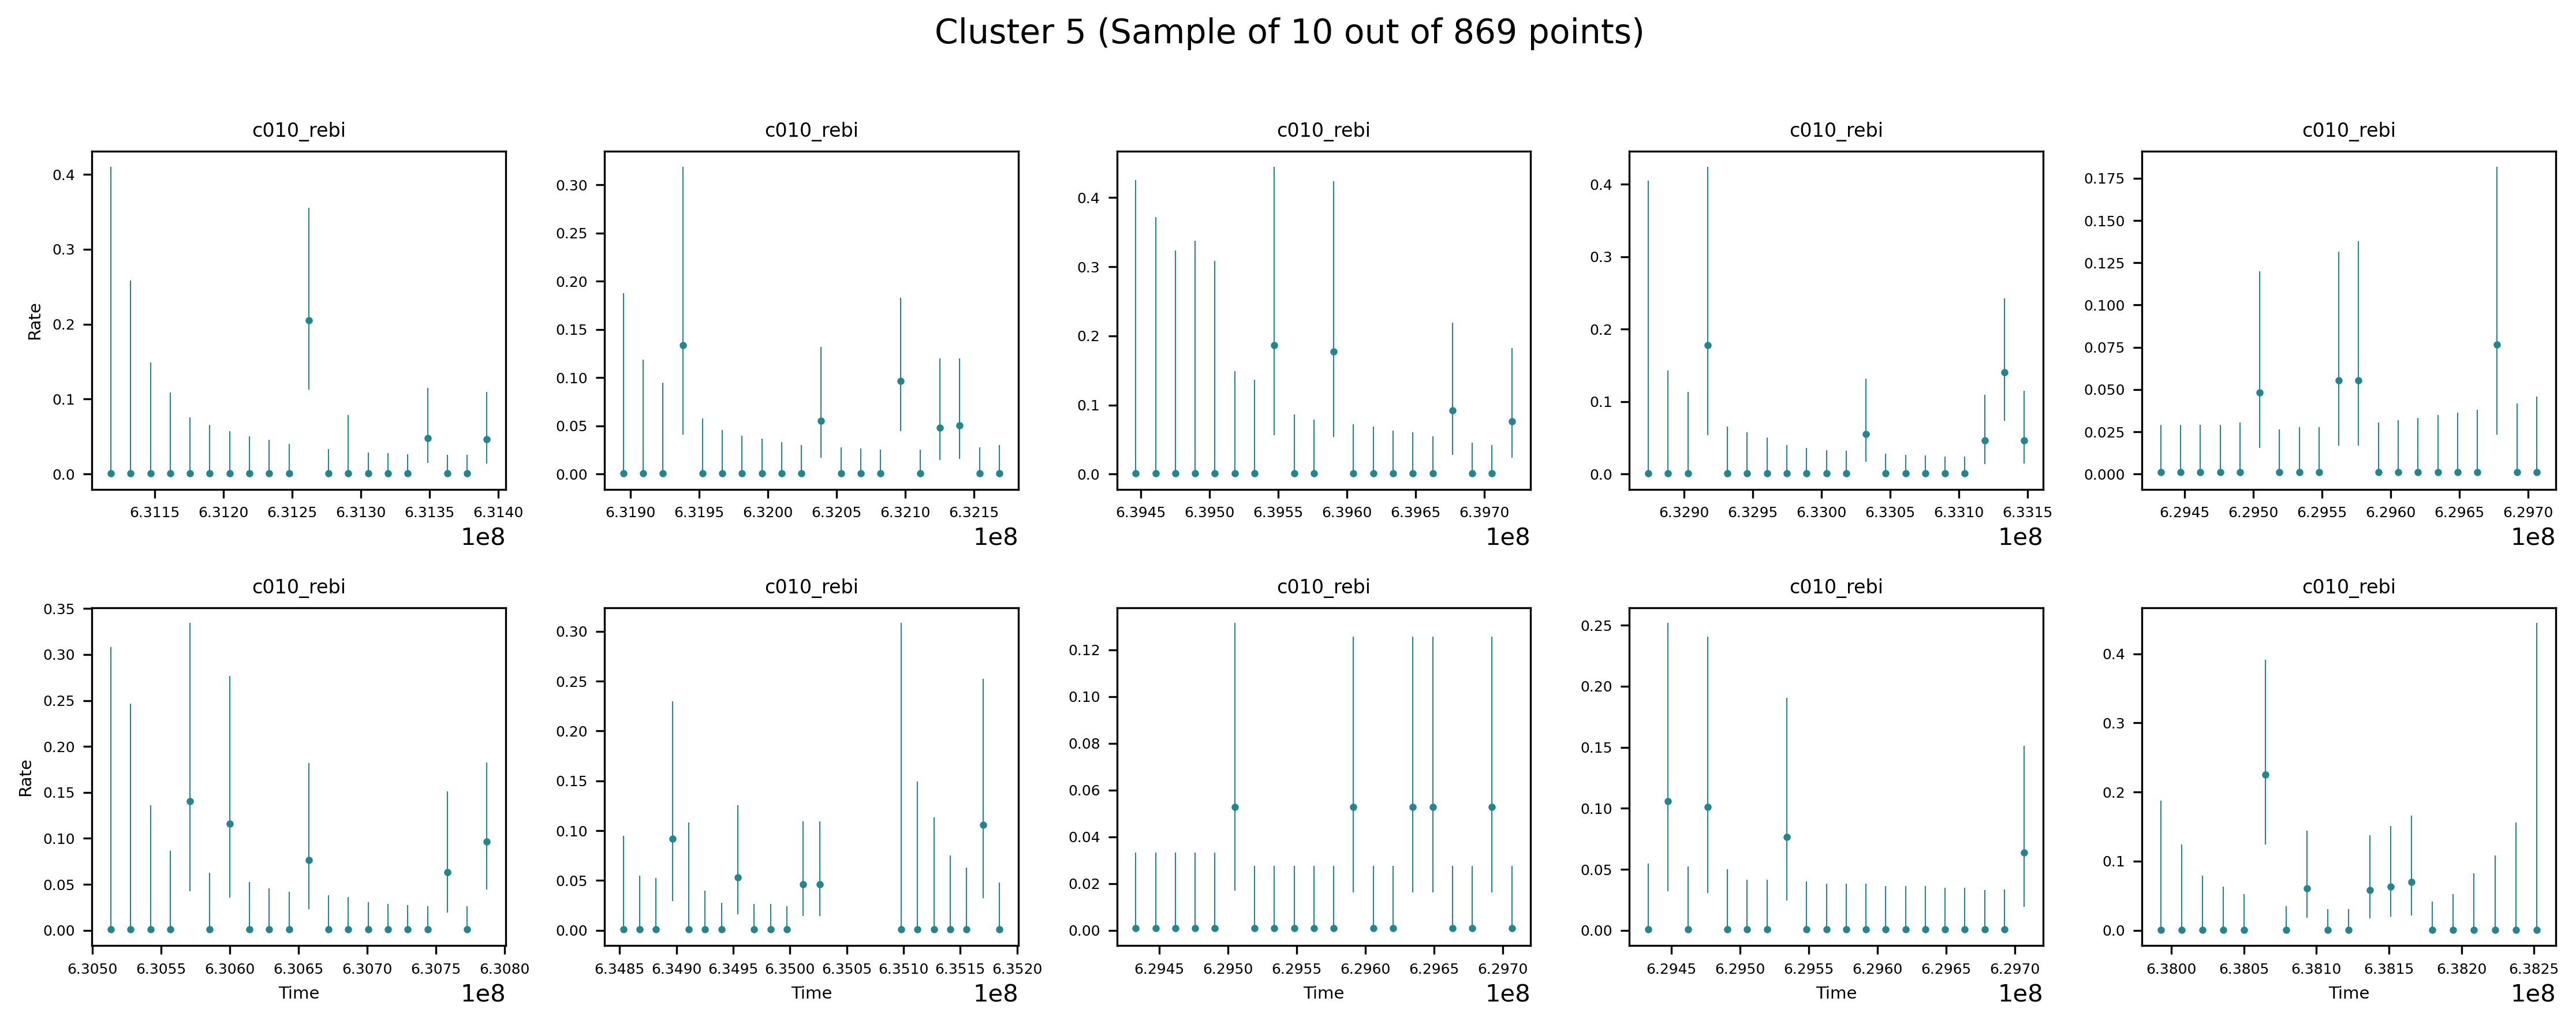 Cluster 5 (Sample of 10 out of 869 points)
c010_rebi c010_rebi c010_rebi c010_rebi c010_rebi
Rate
0.4
0.3
0.2
0.1
0.0
6.3115 6.3120 6.3125 6.3130 6.3135 6.3140
1e8
0.30
0.25
0.20
0.15
0.10
0.05
0.00
6.3190 6.3195 6.3200 6.3205 6.3210 6.3215
1e8
0.4
0.3
0.2
0.1
0.0
6.3945 6.3950 6.3955 6.3960 6.3965 6.3970
1e8
0.4
0.3
0.2
0.1
0.0
6.3290 6.3295 6.3300 6.3305 6.3310 6.3315
1e8
0.175
0.150
0.125
0.100
0.075
0.050
0.025
0.000
6.2945 6.2950 6.2955 6.2960 6.2965 6.2970
1e8
c010_rebi c010_rebi c010_rebi c010_rebi c010_rebi
Rate
0.35
0.30
0.25
0.20
0.15
0.10
0.05
0.00
6.3050 6.3055 6.3060 6.3065 6.3070 6.3075 6.3080
Time 1e8
0.30
0.25
0.20
0.15
0.10
0.05
0.00
6.3485 6.3490 6.3495 6.3500 6.3505 6.3510 6.3515 6.3520
Time 1e8
0.12
0.10
0.08
0.06
0.04
0.02
0.00
6.2945 6.2950 6.2955 6.2960 6.2965 6.2970
Time 1e8
0.25
0.20
0.15
0.10
0.05
0.00
6.2945 6.2950 6.2955 6.2960 6.2965 6.2970
Time 1e8
0.4
0.3
0.2
0.1
0.0
6.3800 6.3805 6.3810 6.3815 6.3820 6.3825
Time 1e8